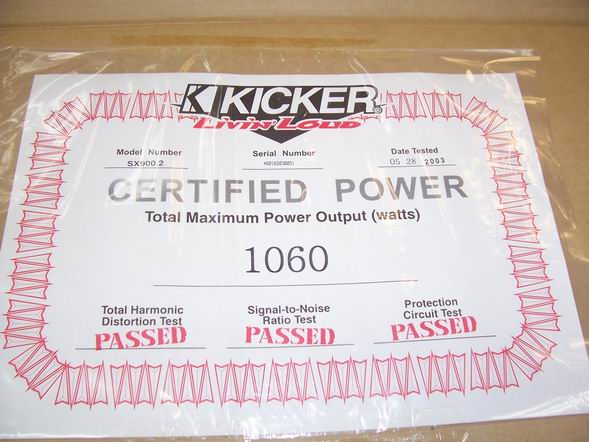 KICKER
LIVIN' LOUD
Model Number Serial Number Date Tested
SX900.2 05 28 2003
CERTIFIED POWER
Total Maximum Power Output (watts)
1060
Total Harmonic Distortion Test
PASSED
Signal-to-Noise Ratio Test
PASSED
Protection Circuit Test
PASSED